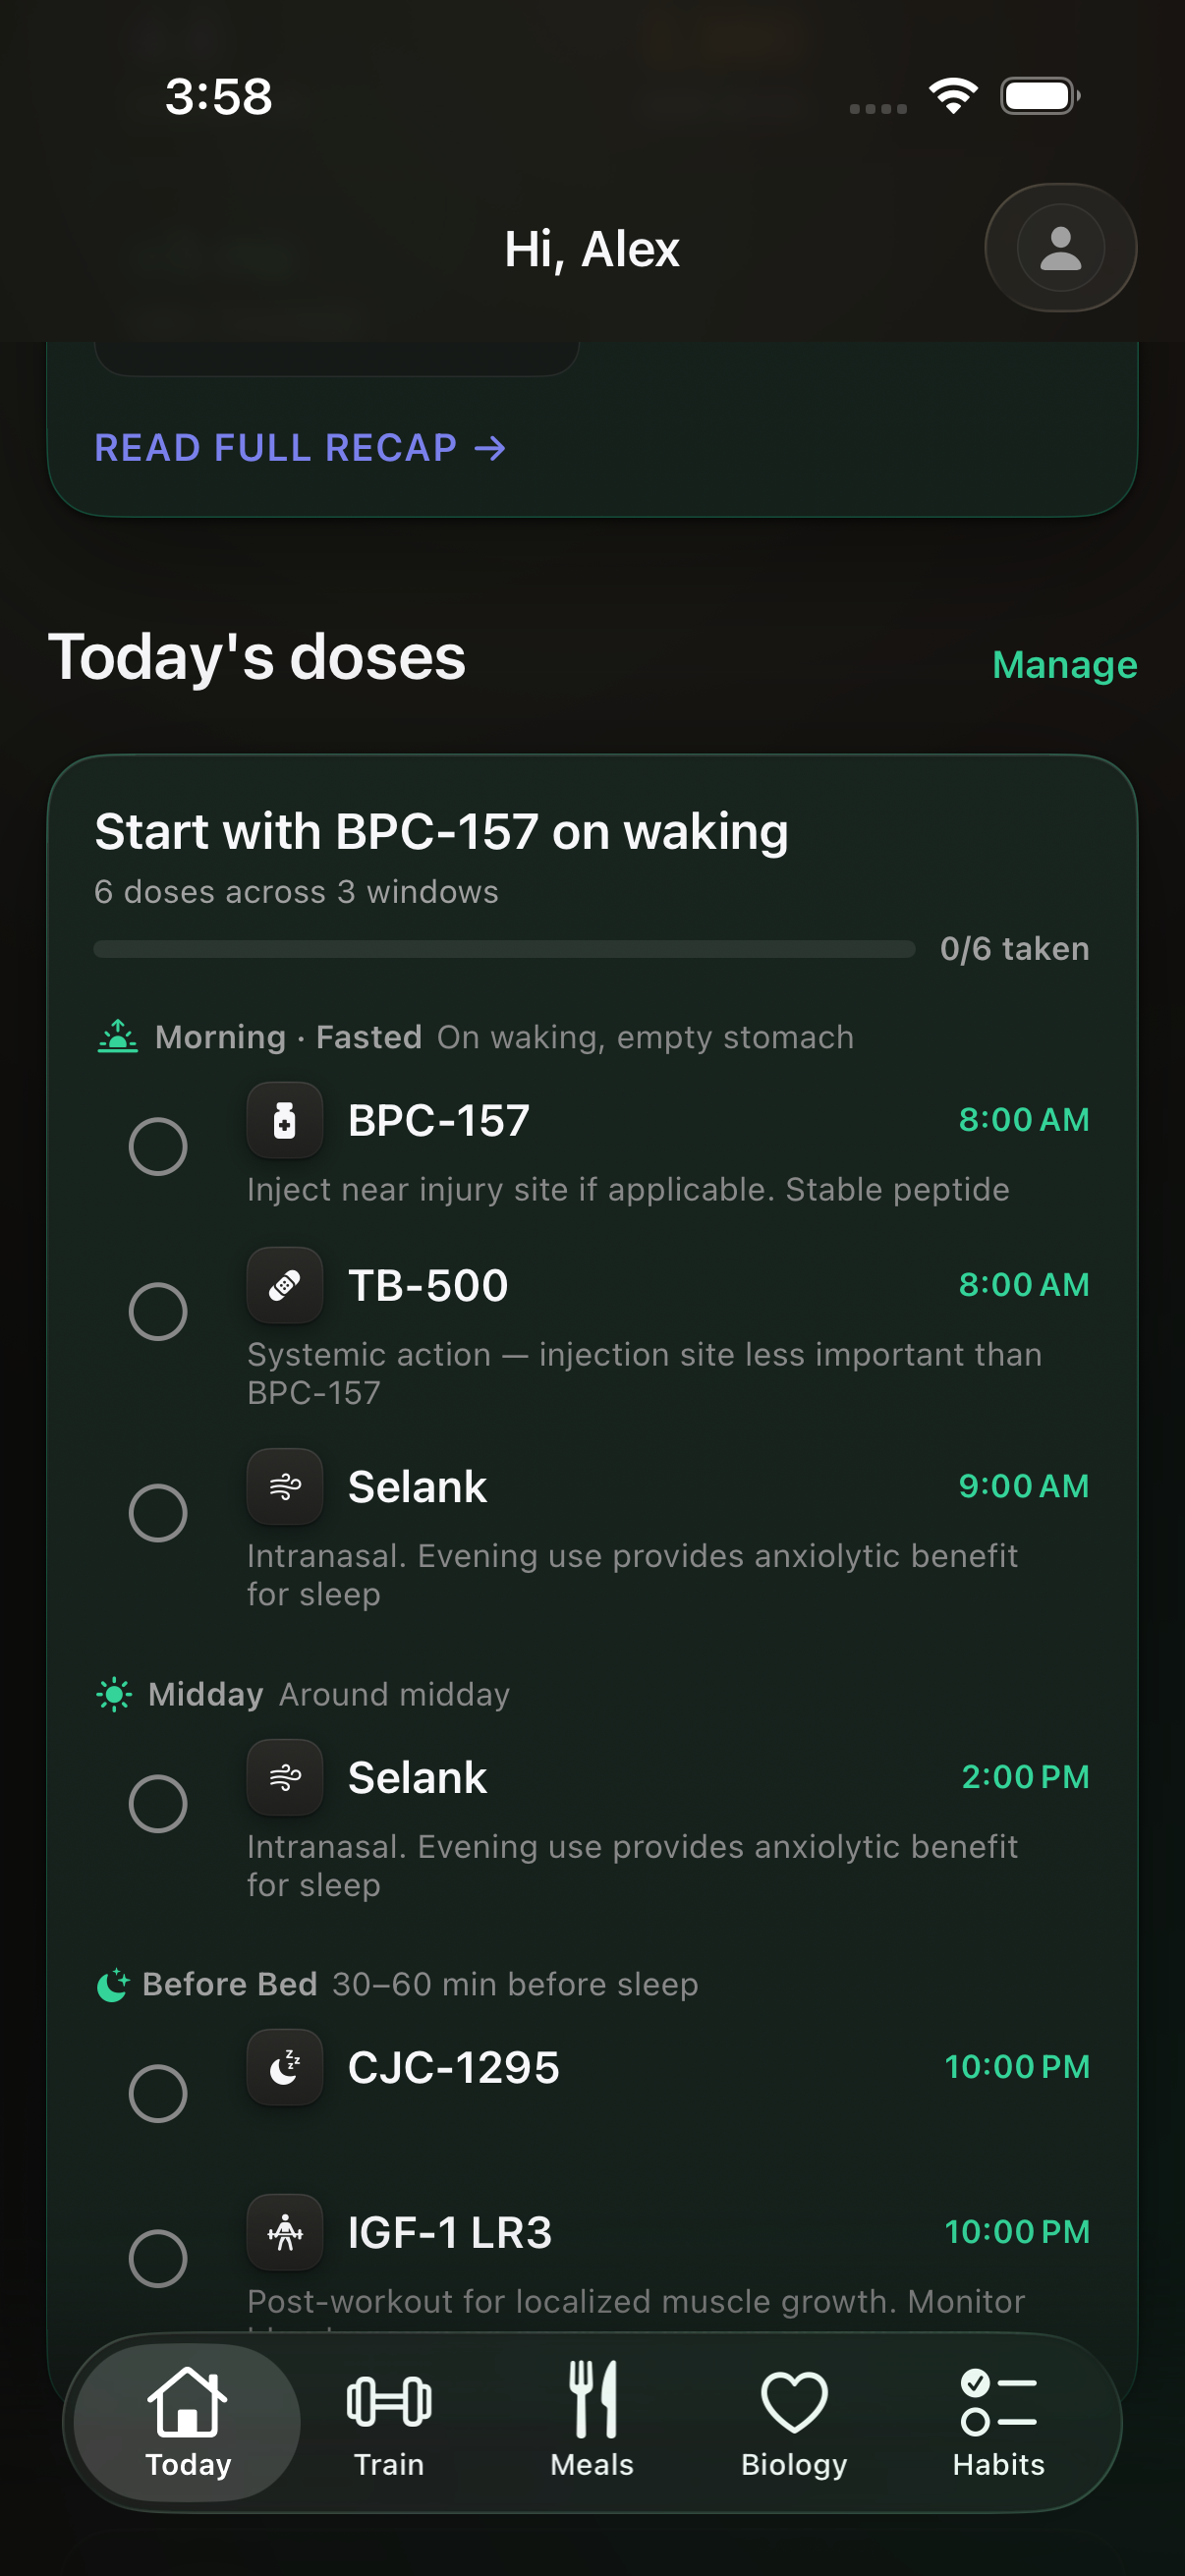 3:58
Hi, Alex
READ FULL RECAP →
Today's doses
Manage
Start with BPC-157 on waking
6 doses across 3 windows
0/6 taken
Morning · Fasted On waking, empty stomach
BPC-157
8:00 AM
Inject near injury site if applicable. Stable peptide
TB-500
8:00 AM
Systemic action — injection site less important than
BPC-157
Selank
9:00 AM
Intranasal. Evening use provides anxiolytic benefit
for sleep
Midday Around midday
Selank
2:00 PM
Intranasal. Evening use provides anxiolytic benefit
for sleep
Before Bed 30–60 min before sleep
CJC-1295
10:00 PM
IGF-1 LR3
10:00 PM
Post-workout for localized muscle growth. Monitor
Today
Train
Meals
Biology
Habits